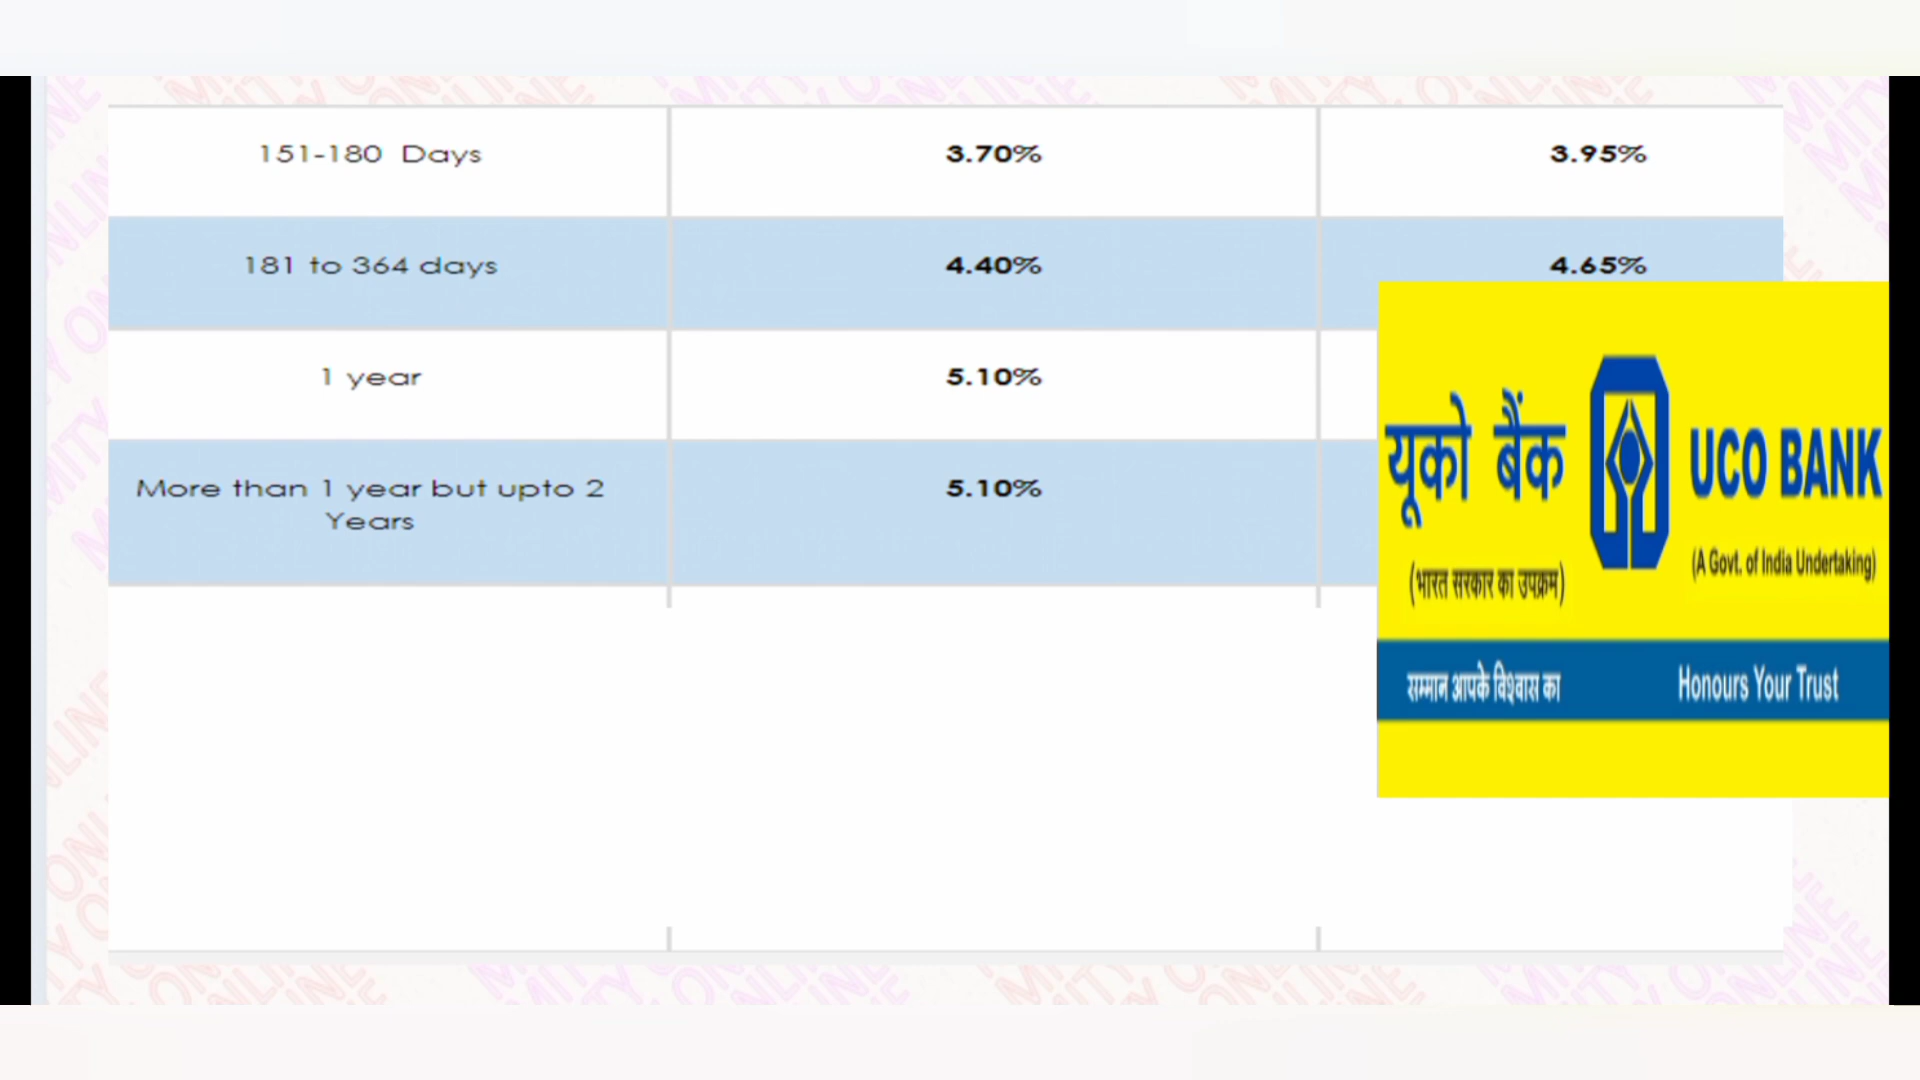 151-180 Days 3.70% 3.95%
181 to 364 days 4.40% 4.65%
1 year 5.10%
More than 1 year but upto 2 5.10%
Years
यूको बैंक UCO BANK
(भारत सरकार का उपक्रम) (A Govt. of India Undertaking)
सम्मान आपके विश्वास का Honours Your Trust
MITY ONLINE